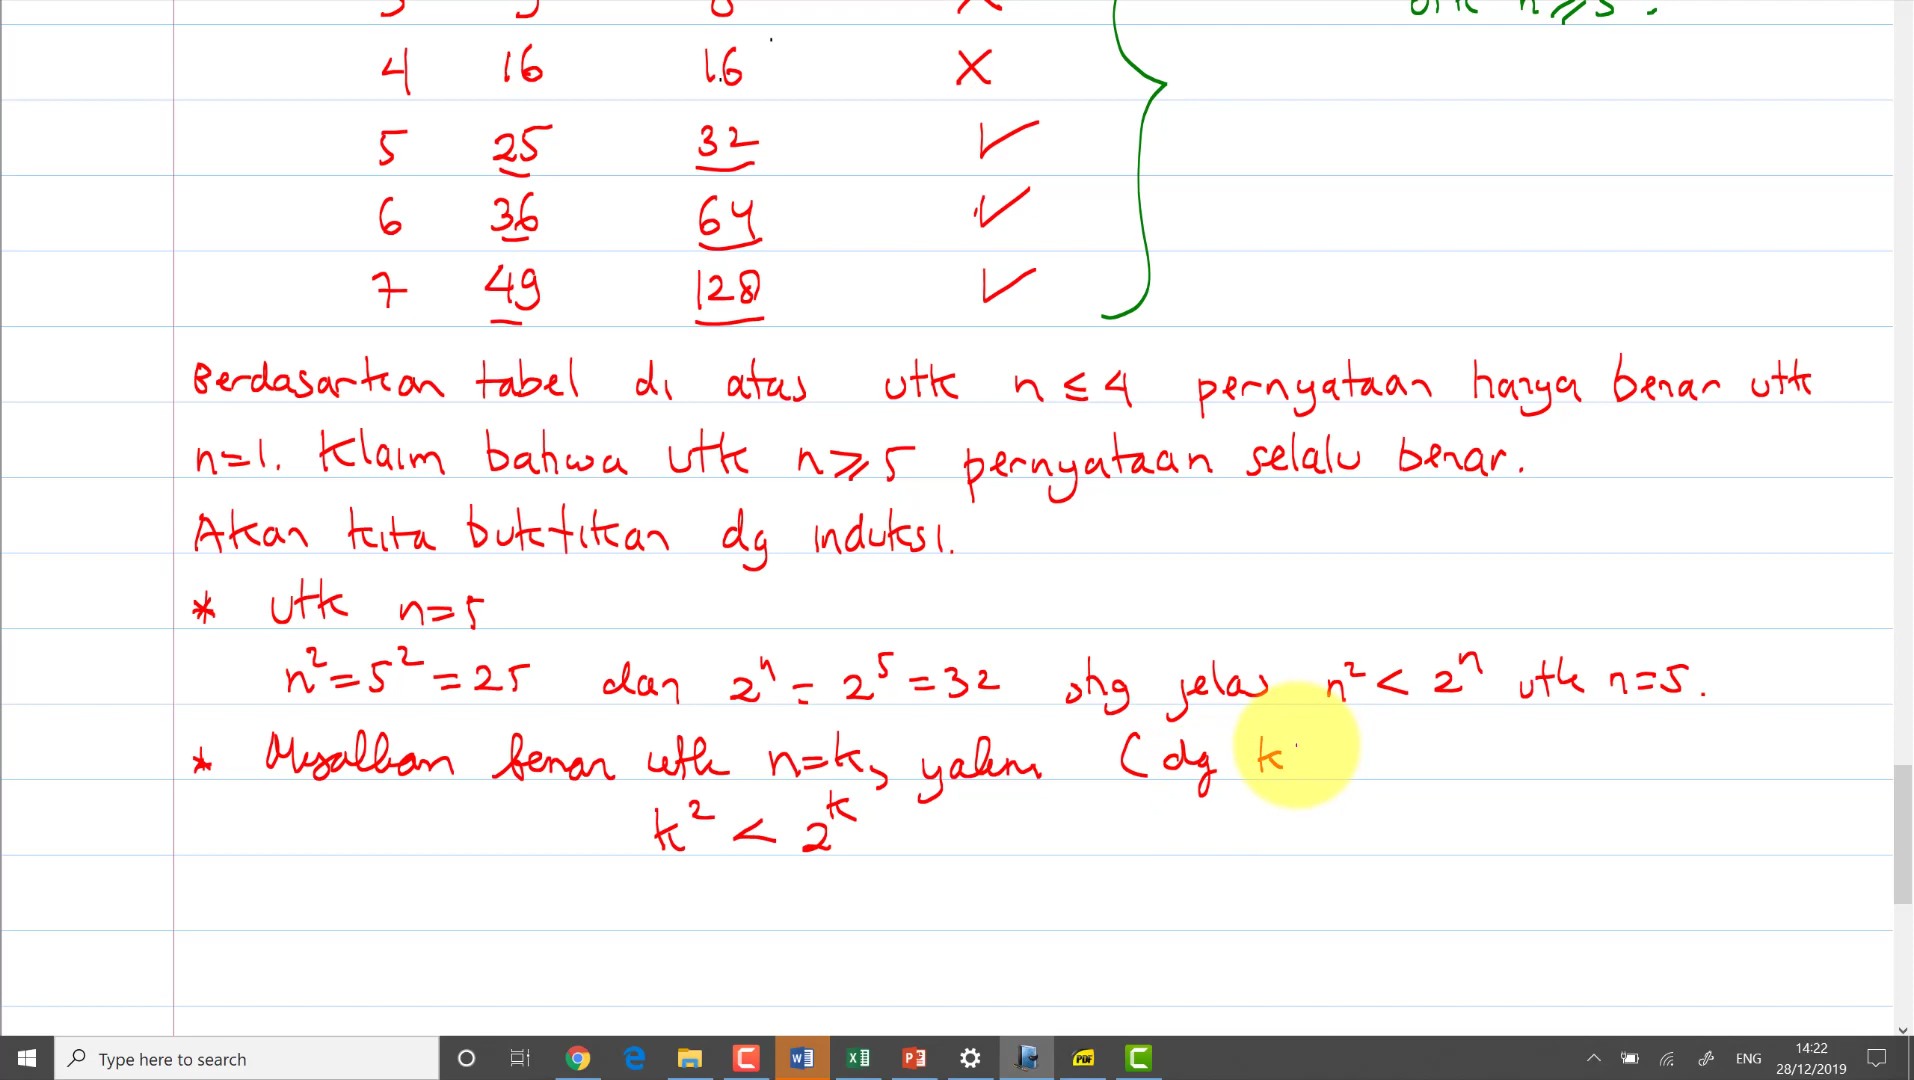 utk n≥5.
4 16 16 X
5 25 32 ✓
6 36 64 ✓
7 49 128 ✓
Berdasarkan tabel di atas utk n ≤ 4 pernyataan hanya benar utk
n=1. Klaim bahwa utk n≥5 pernyataan selalu benar.
Akan kita buktikan dg induksi.
* utk n=5
n² = 5² = 25 dan 2ⁿ = 2⁵ = 32 shg jelas n² < 2ⁿ utk n=5.
* Misalkan benar utk n=k, yakni (dg k
k² < 2ᵏ
Type here to search
ENG
14:22
28/12/2019